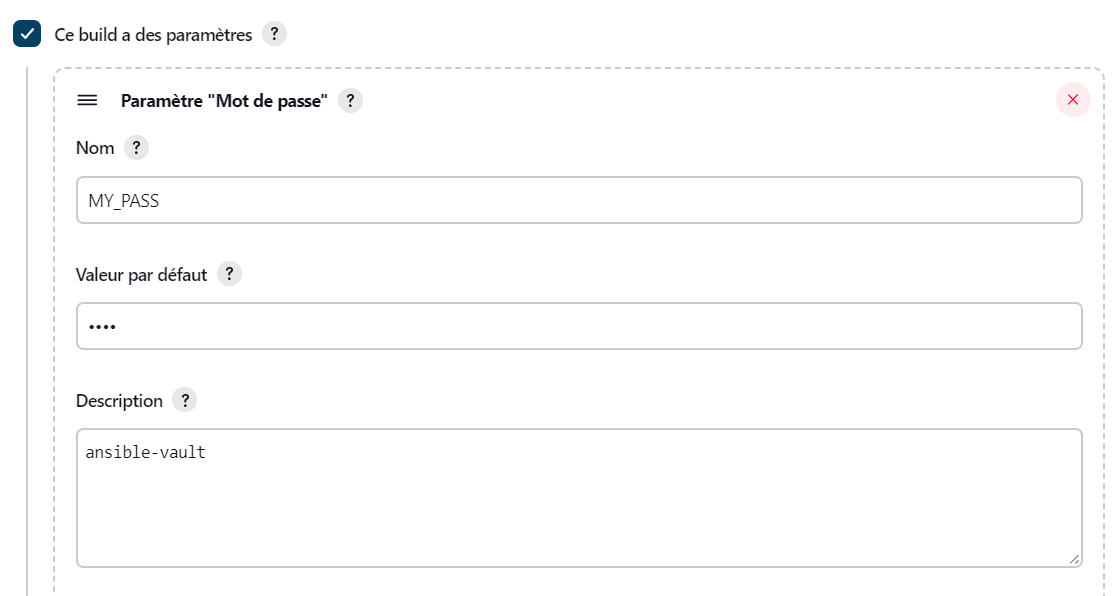 Ce build a des paramètres ?
Paramètre "Mot de passe" ?
Nom ?
MY_PASS
Valeur par défaut ?
••••
Description ?
ansible-vault